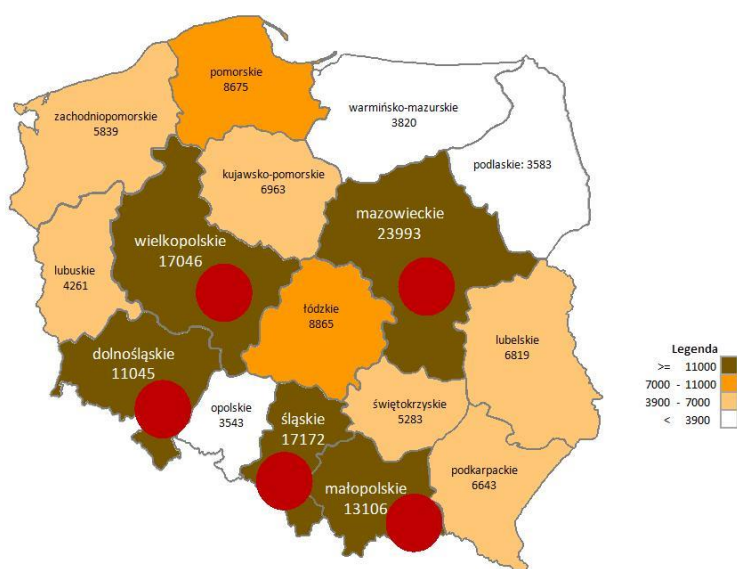 pomorskie
8675
warmińsko-mazurskie
3820
zachodniopomorskie
5839
podlaskie: 3583
kujawsko-pomorskie
6963
mazowieckie
23993
wielkopolskie
17046
lubuskie
4261
łódzkie
8865
lubelskie
6819
dolnośląskie
11045
opolskie
3543
śląskie
17172
świętokrzyskie
5283
małopolskie
13106
podkarpackie
6643
Legenda
>= 11000
7000 - 11000
3900 - 7000
< 3900